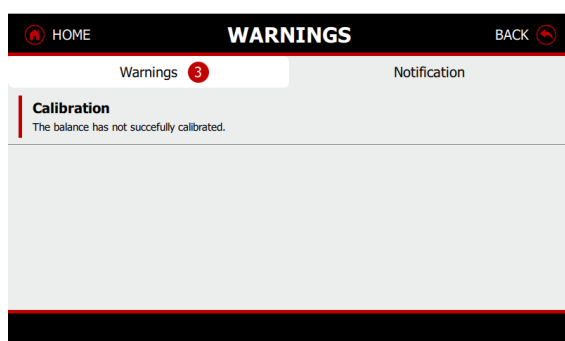 HOME WARNINGS BACK
Warnings 3 Notification
Calibration
The balance has not succefully calibrated.